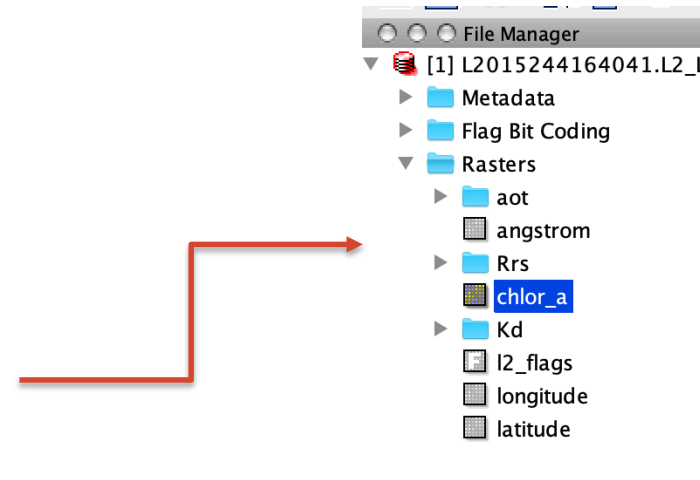 File Manager
[1] L2015244164041.L2_
Metadata
Flag Bit Coding
Rasters
aot
angstrom
Rrs
chlor_a
Kd
l2_flags
longitude
latitude